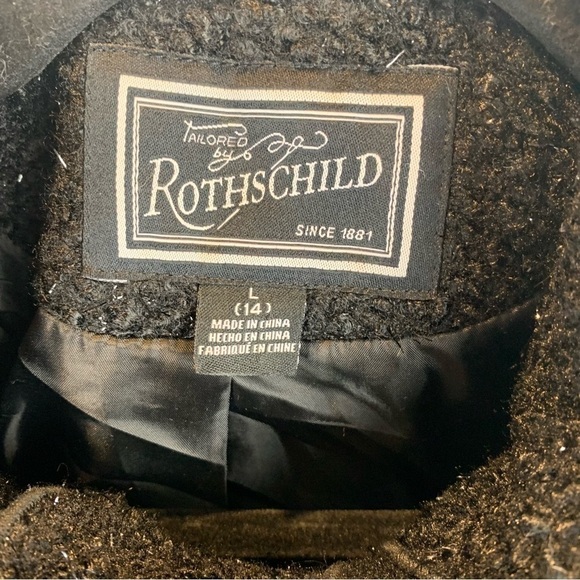 TAILORED
by
ROTHSCHILD
SINCE 1881
L
(14)
MADE IN CHINA
HECHO EN CHINA
FABRIQUÉ EN CHINE